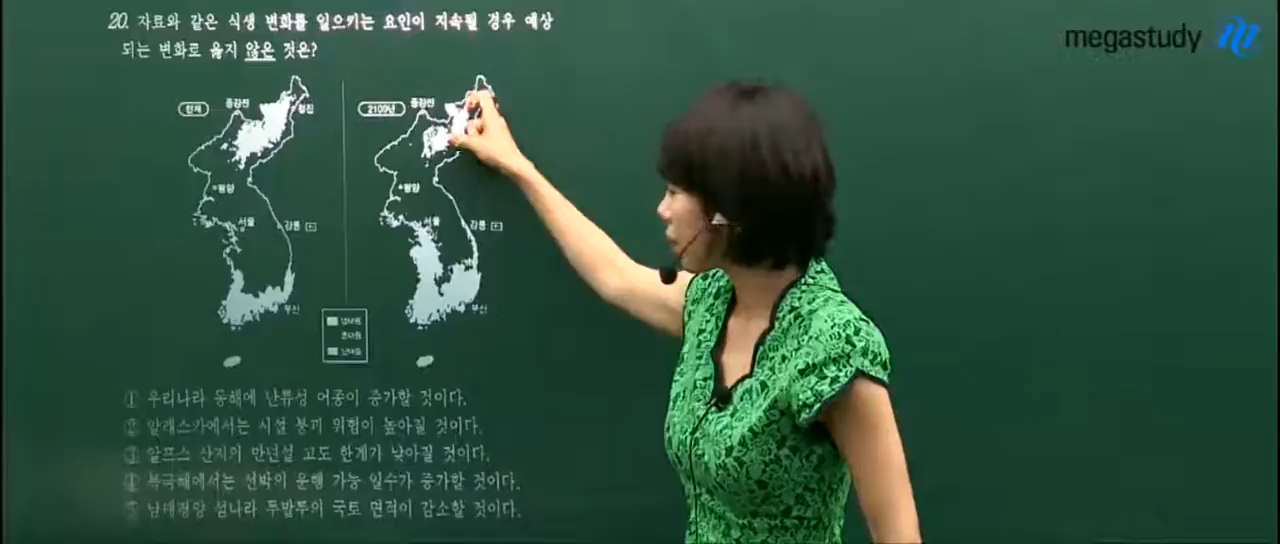 20. 자료와 같은 식생 변화를 일으키는 요인이 지속될 경우 예상
되는 변화로 옳지 않은 것은?
megastudy
현재
중강진
청진
평양
서울
강릉
부산
2100년
중강진
평양
서울
강릉
부산
냉대림
온대림
난대림
① 우리나라 동해에 난류성 어종이 증가할 것이다.
② 알래스카에서는 시설 붕괴 위험이 높아질 것이다.
③ 알프스 산지의 만년설 고도 한계가 낮아질 것이다.
④ 북극해에서는 선박의 운행 가능 일수가 증가할 것이다.
⑤ 남태평양 섬나라 투발루의 국토 면적이 감소할 것이다.